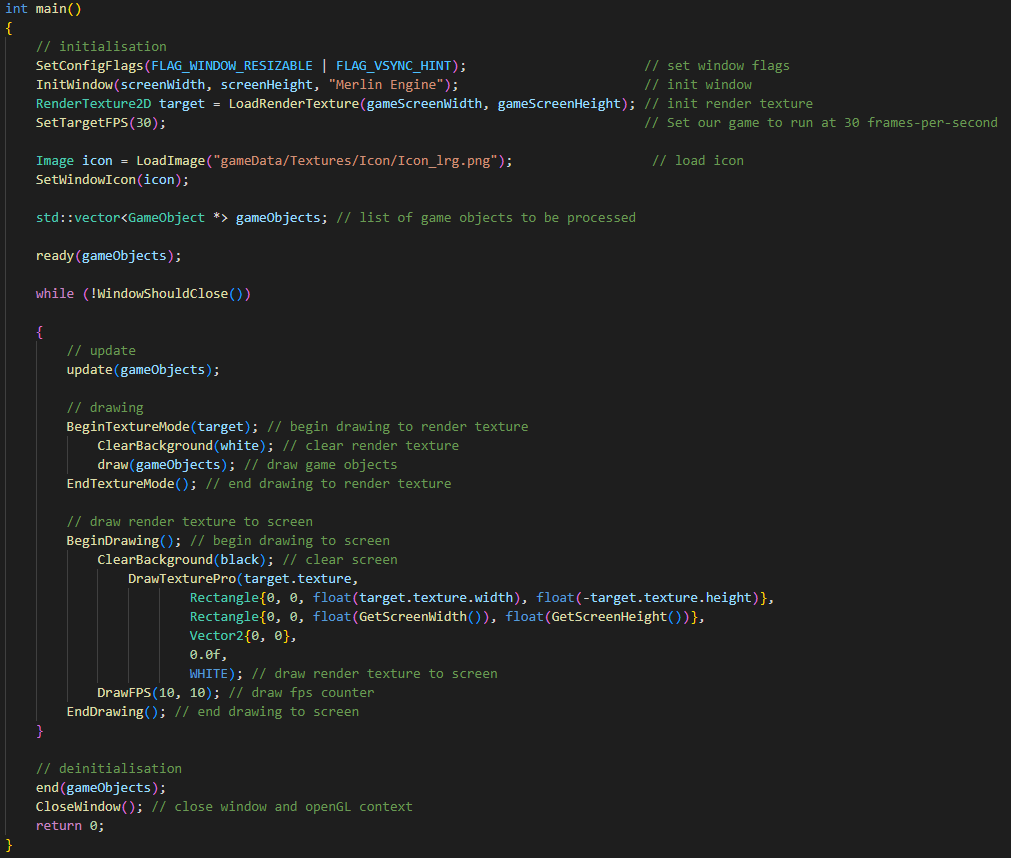 int main()
{
    // initialisation
    SetConfigFlags(FLAG_WINDOW_RESIZABLE | FLAG_VSYNC_HINT);                       // set window flags
    InitWindow(screenWidth, screenHeight, "Merlin Engine");                        // init window
    RenderTexture2D target = LoadRenderTexture(gameScreenWidth, gameScreenHeight); // init render texture
    SetTargetFPS(30);                                                              // Set our game to run at 30 frames-per-second

    Image icon = LoadImage("gameData/Textures/Icon/Icon_lrg.png");                  // load icon
    SetWindowIcon(icon);

    std::vector<GameObject *> gameObjects; // list of game objects to be processed

    ready(gameObjects);

    while (!WindowShouldClose())

    {
        // update
        update(gameObjects);

        // drawing
        BeginTextureMode(target); // begin drawing to render texture
            ClearBackground(white); // clear render texture
            draw(gameObjects); // draw game objects
        EndTextureMode(); // end drawing to render texture

        // draw render texture to screen
        BeginDrawing(); // begin drawing to screen
            ClearBackground(black); // clear screen
                DrawTexturePro(target.texture,
                        Rectangle{0, 0, float(target.texture.width), float(-target.texture.height)},
                        Rectangle{0, 0, float(GetScreenWidth()), float(GetScreenHeight())},
                        Vector2{0, 0},
                        0.0f,
                        WHITE); // draw render texture to screen
            DrawFPS(10, 10); // draw fps counter
        EndDrawing(); // end drawing to screen
    }

    // deinitialisation
    end(gameObjects);
    CloseWindow(); // close window and openGL context
    return 0;
}